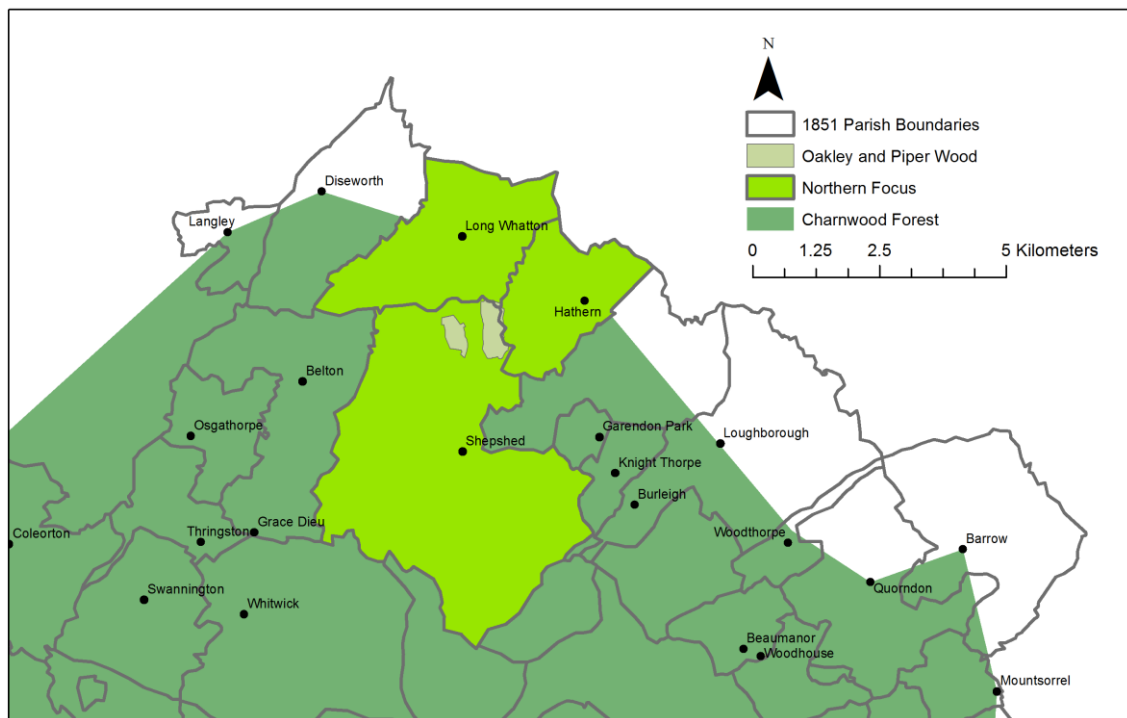 N
1851 Parish Boundaries
Oakley and Piper Wood
Northern Focus
Charnwood Forest
0 1.25 2.5 5 Kilometers
Diseworth
Langley
Long Whatton
Hathern
Belton
Osgathorpe
Garendon Park
Loughborough
Shepshed
Knight Thorpe
Burleigh
Coleorton
Thringston
Grace Dieu
Woodthorpe
Barrow
Swannington
Whitwick
Quorndon
Beaumanor
Woodhouse
Mountsorrel